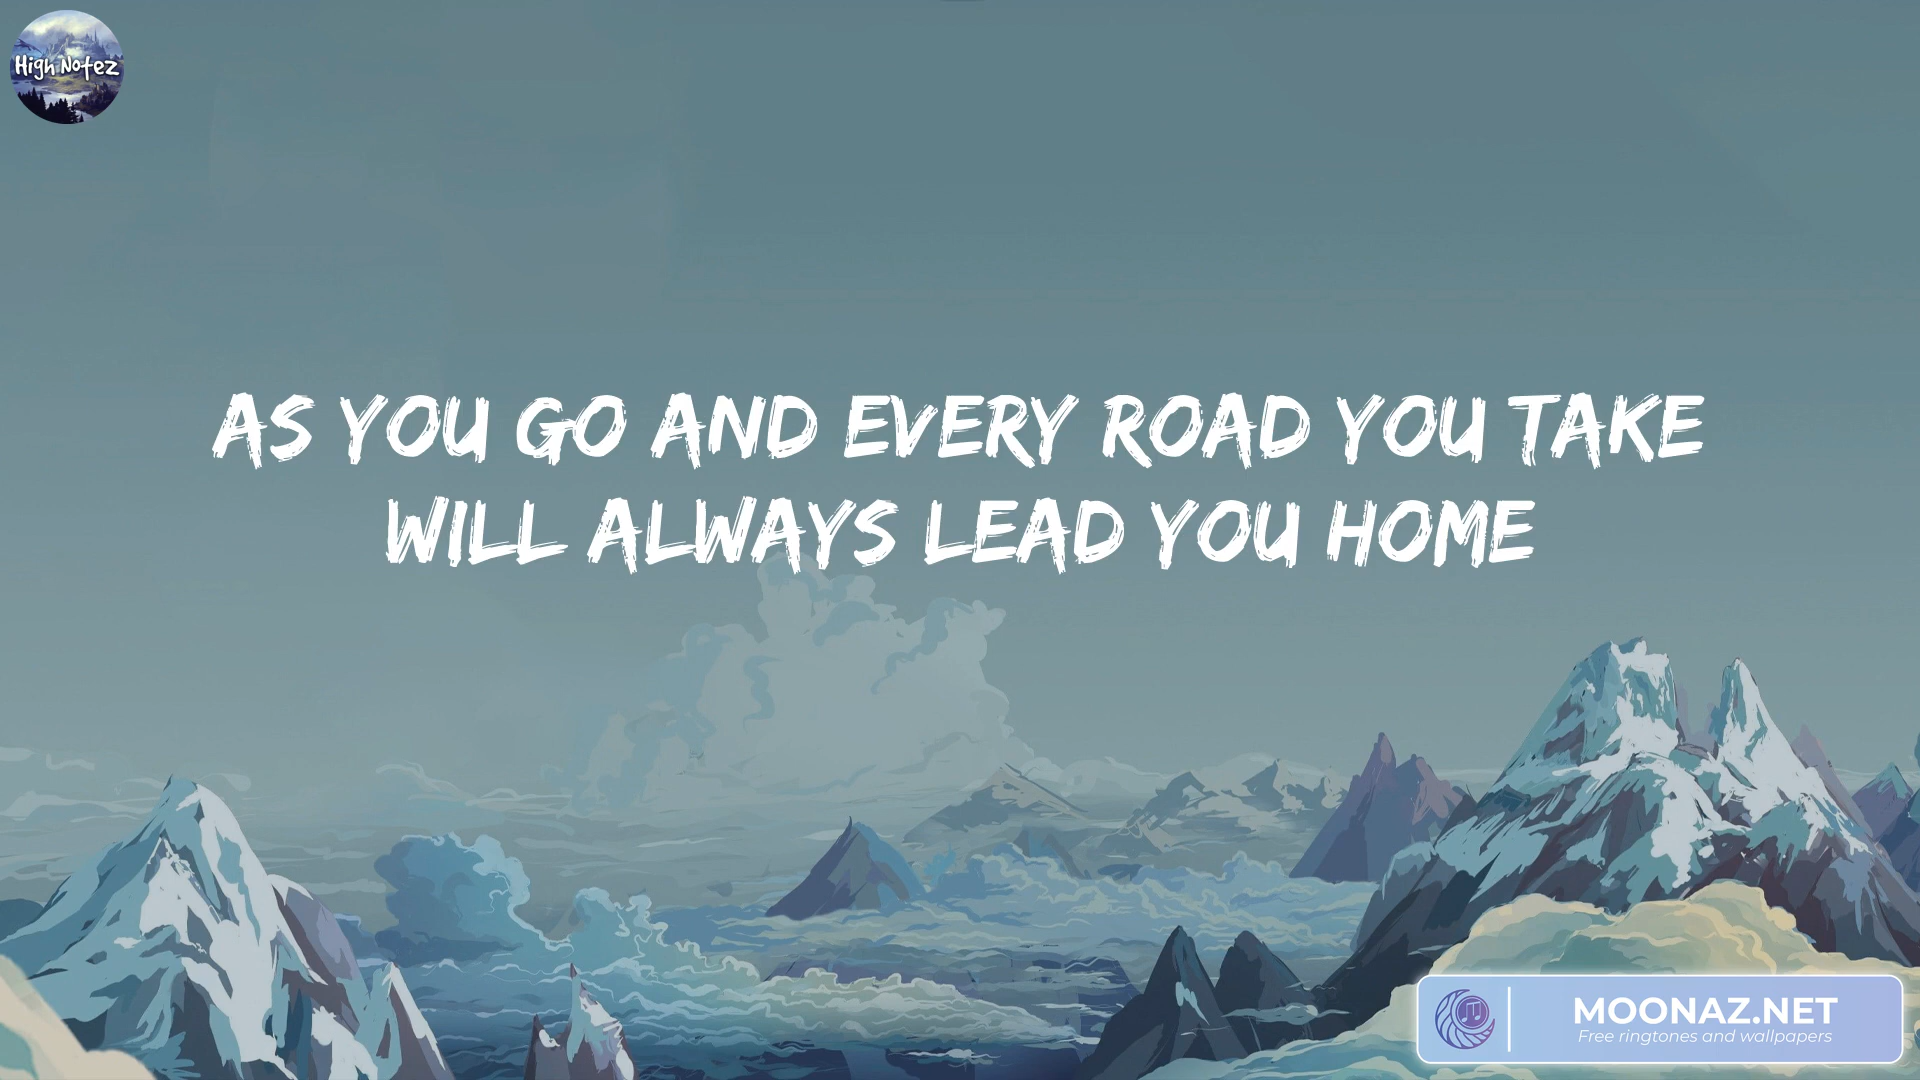 High Notez
AS YOU GO AND EVERY ROAD YOU TAKE
WILL ALWAYS LEAD YOU HOME
MOONAZ.NET
Free ringtones and wallpapers